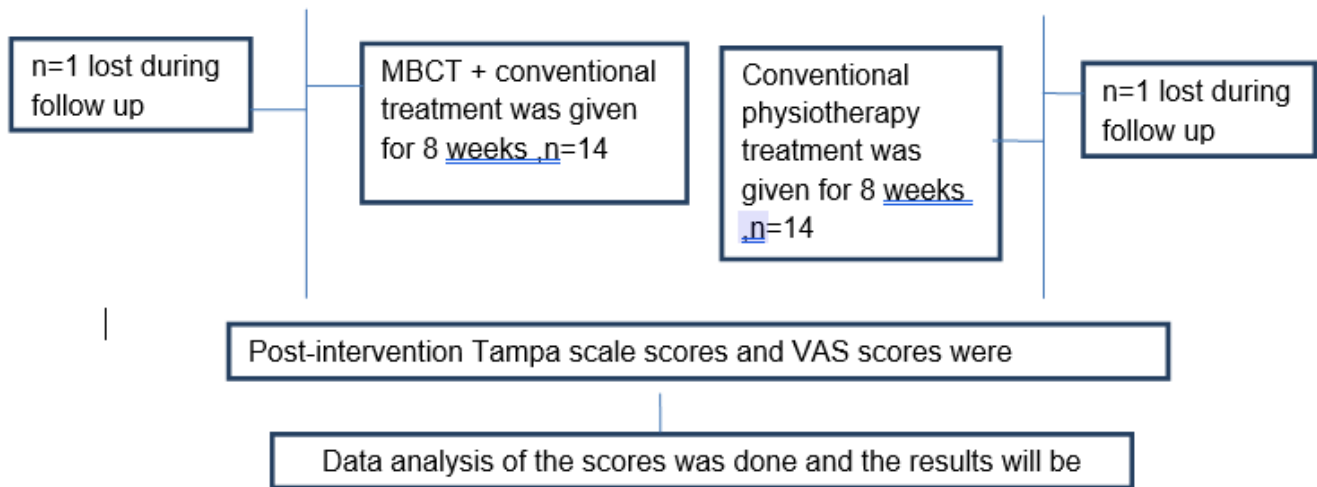 n=1 lost during
follow up
MBCT + conventional
treatment was given
for 8 weeks ,n=14
Conventional
physiotherapy
treatment was
given for 8 weeks
,n=14
n=1 lost during
follow up
Post-intervention Tampa scale scores and VAS scores were
Data analysis of the scores was done and the results will be